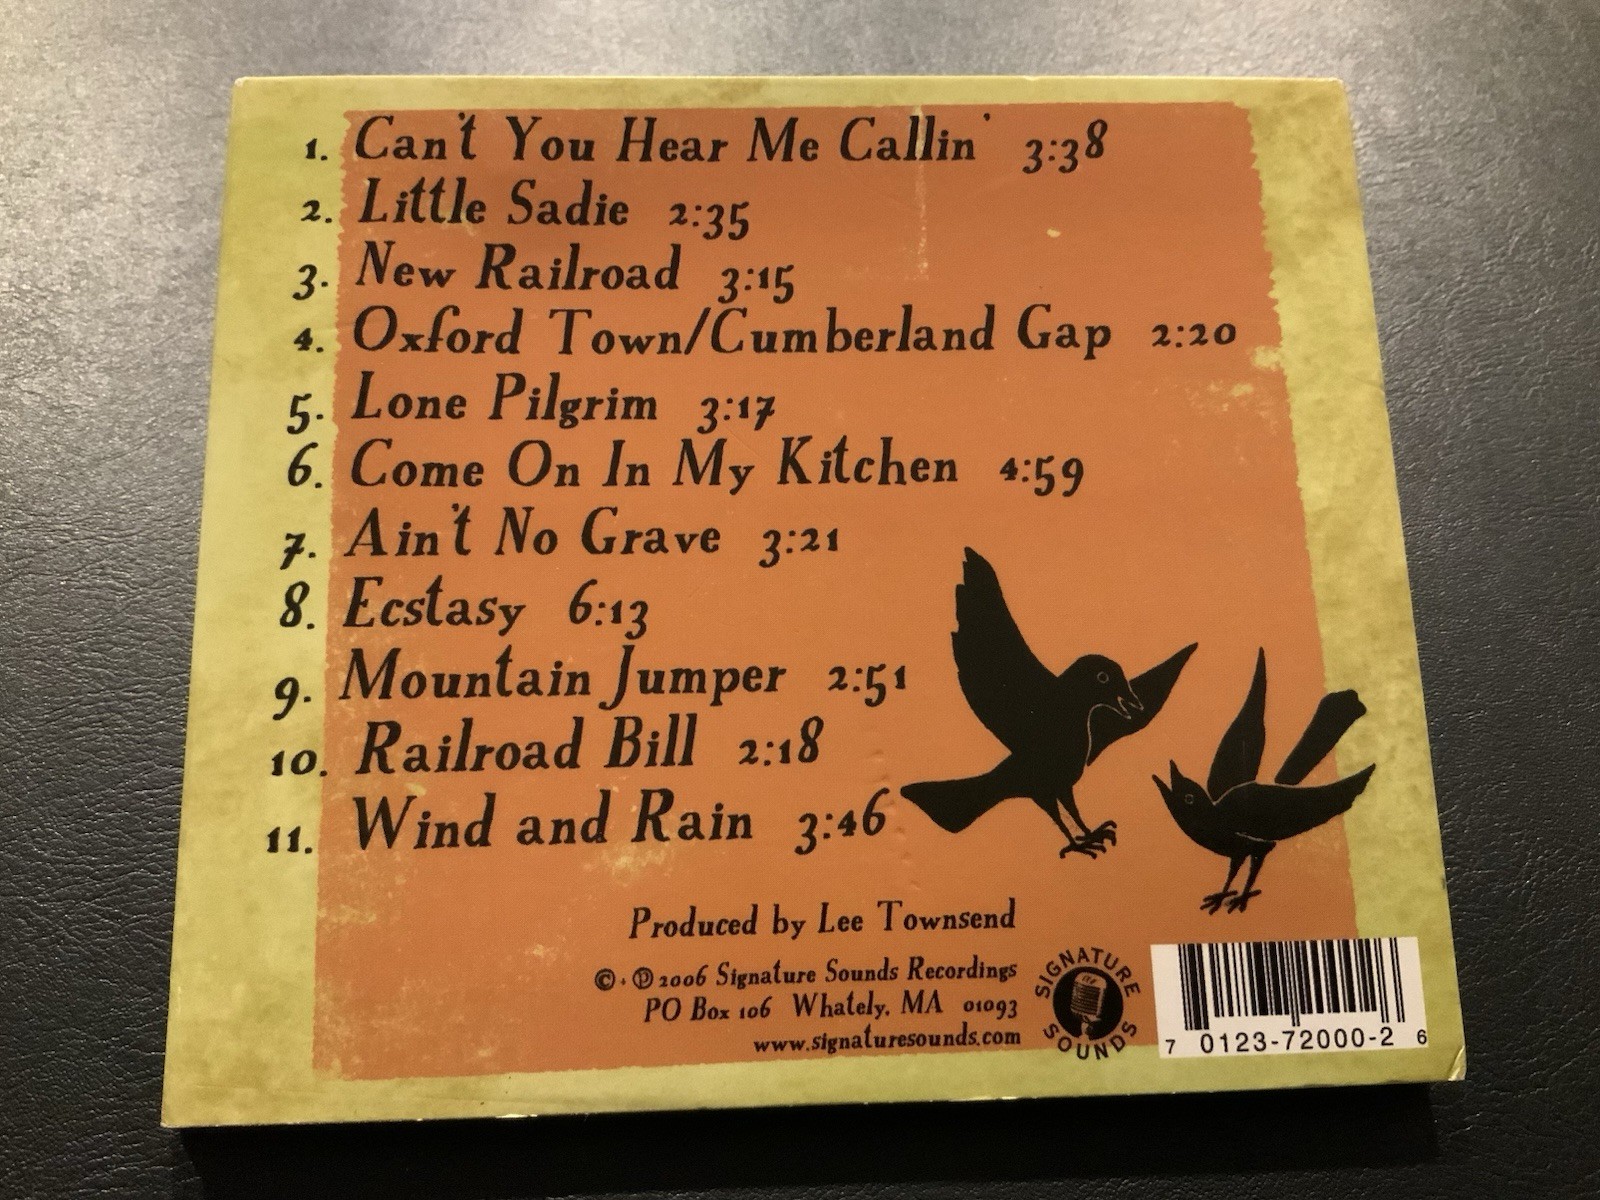 1. Can't You Hear Me Callin' 3:38
2. Little Sadie 2:35
3. New Railroad 3:15
4. Oxford Town/Cumberland Gap 2:20
5. Lone Pilgrim 3:17
6. Come On In My Kitchen 4:59
7. Ain't No Grave 3:21
8. Ecstasy 6:13
9. Mountain Jumper 2:51
10. Railroad Bill 2:18
11. Wind and Rain 3:46
Produced by Lee Townsend
© + ℗ 2006 Signature Sounds Recordings
PO Box 106 Whately, MA 01093
www.signaturesounds.com
SIGNATURE
SOUNDS
7 0123-72000-2 6